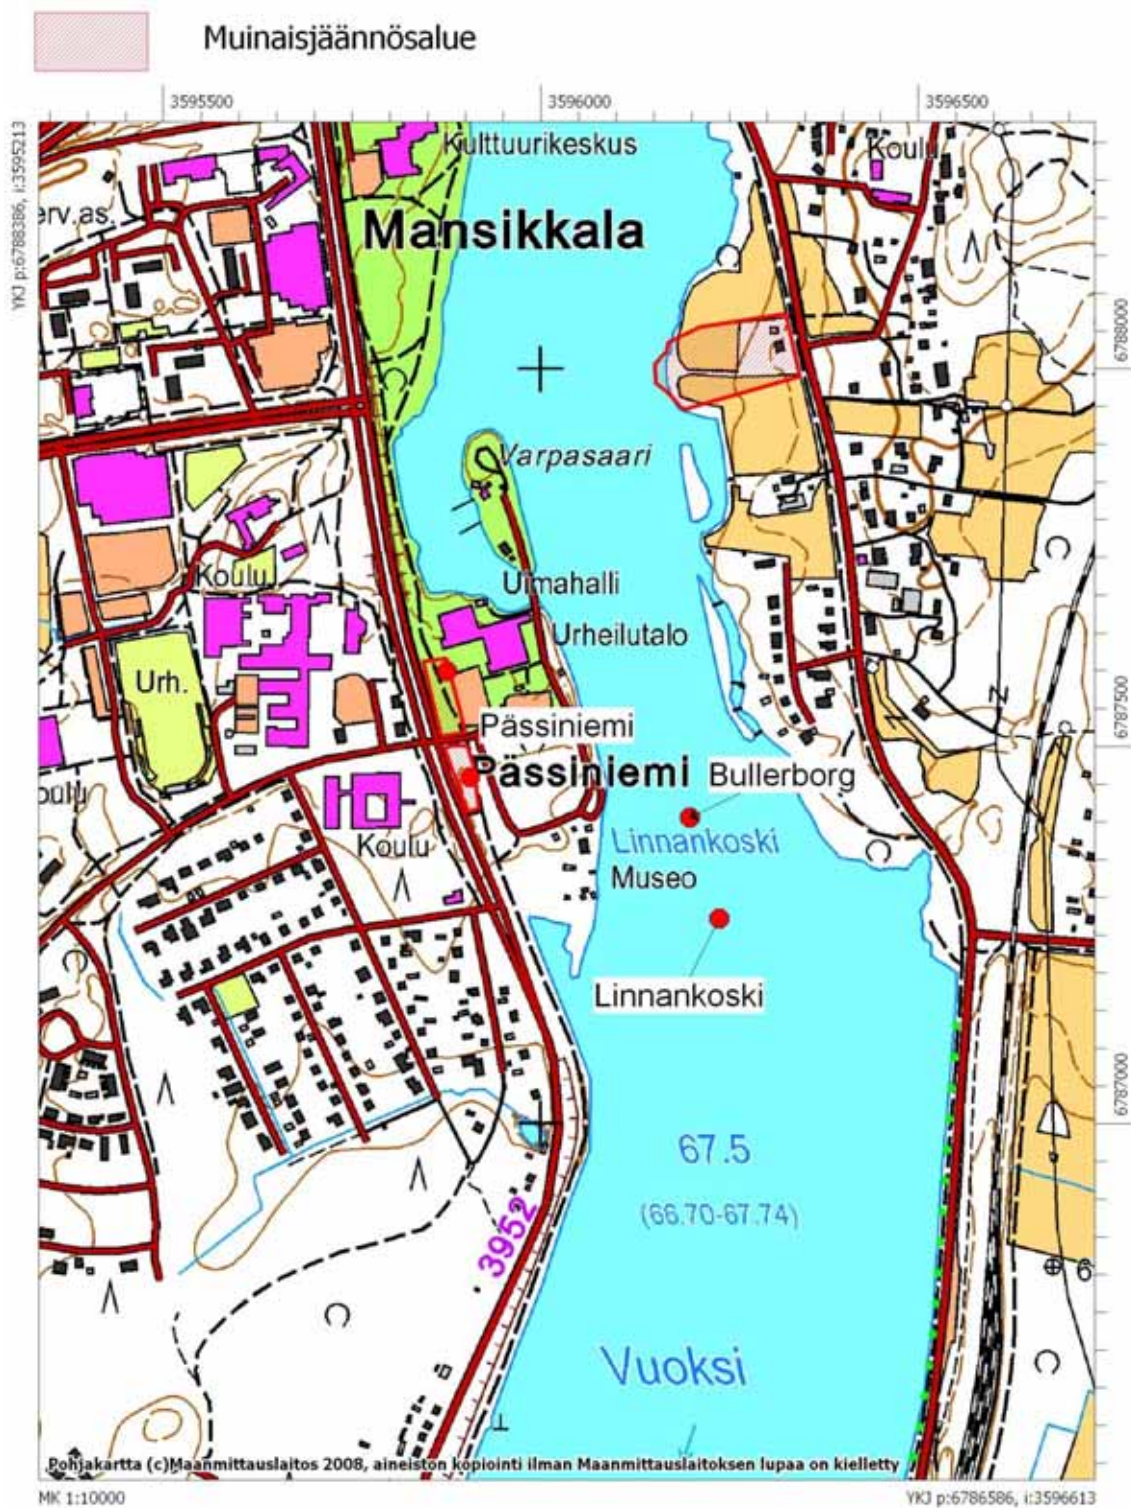 Muinaisjäännösalue
3595500
3596000
3596500
YKJ p:6788386, i:3595213
Kulttuurikeskus
Koulu
erv.as.
Mansikkala
6788000
Varpasaari
Uimahalli
Koulu
Urheilutalo
Urh.
6787500
Pässiniemi
Pässiniemi
Bullerborg
oulu
Linnankoski
Koulu
Museo
Linnankoski
6787000
67.5
(66.70-67.74)
3952
6
Vuoksi
Pohjakartta (c)Maanmittauslaitos 2008, aineiston kopiointi ilman Maanmittauslaitoksen lupaa on kielletty
MK 1:10000
YKJ p:6786586, i:3596613